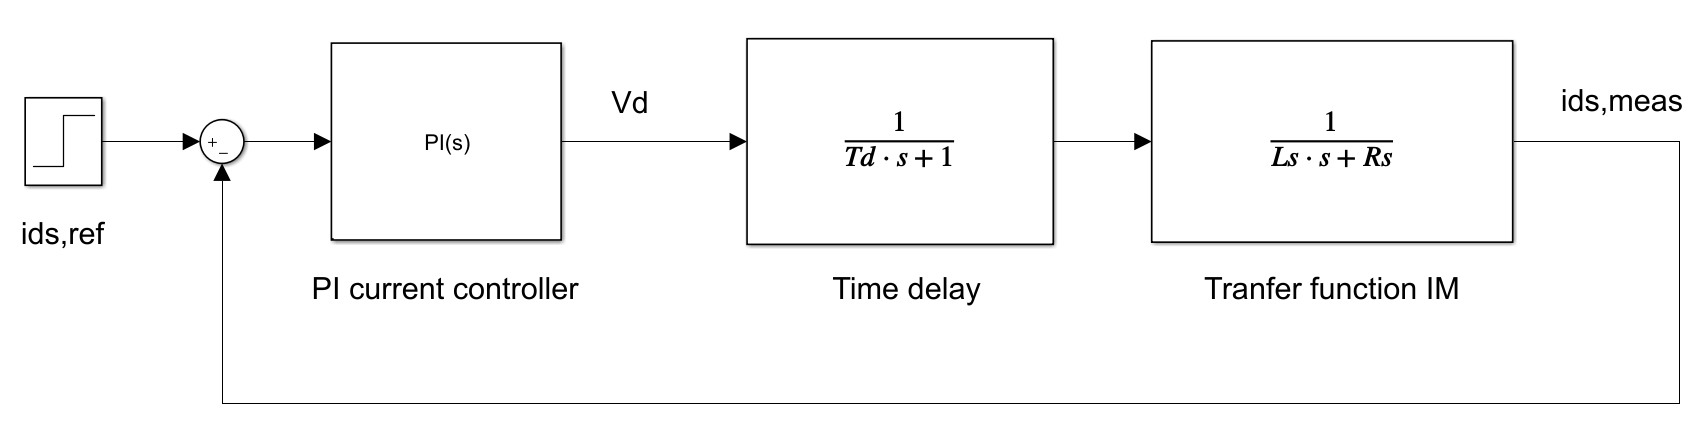 ids,ref
+
−
PI(s)
PI current controller
Vd
1
Td · s + 1
Time delay
1
Ls · s + Rs
Tranfer function IM
ids,meas